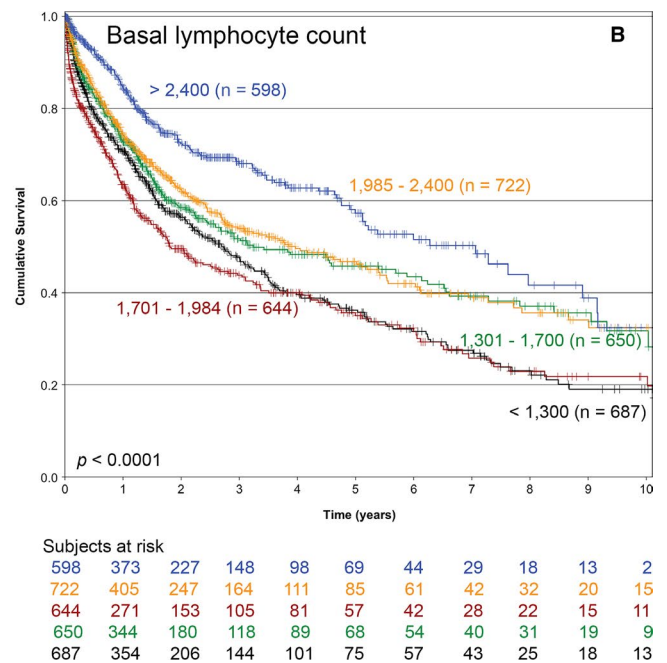 Basal lymphocyte count
B
> 2,400 (n = 598)
1,985 - 2,400 (n = 722)
1,701 - 1,984 (n = 644)
1,301 - 1,700 (n = 650)
< 1,300 (n = 687)
p < 0.0001
Cumulative Survival
1.0
0.8
0.6
0.4
0.2
0.0
0 1 2 3 4 5 6 7 8 9 10
Time (years)
Subjects at risk
598 373 227 148 98 69 44 29 18 13 2
722 405 247 164 111 85 61 42 32 20 15
644 271 153 105 81 57 42 28 22 15 11
650 344 180 118 89 68 54 40 31 19 9
687 354 206 144 101 75 57 43 25 18 13